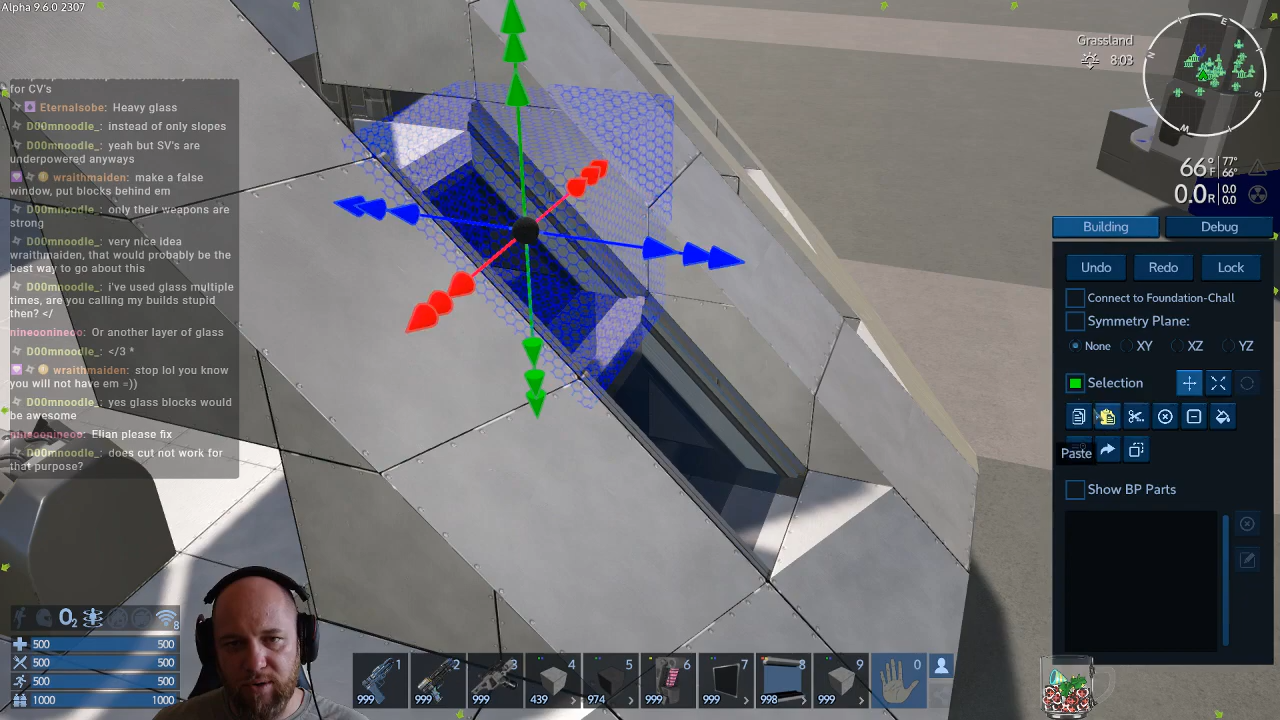 Alpha 9.6.0 2307
for CV's
Eternalsobe: Heavy glass
D00mnoodle_: instead of only slopes
D00mnoodle_: yeah but SV's are
underpowered anyways
wraithmaiden: make a false
window, put blocks behind em
D00mnoodle_: only their weapons are
strong
D00mnoodle_: very nice idea
wraithmaiden, that would probably be the
best way to go about this
D00mnoodle_: i've used glass multiple
times, are you calling my builds stupid
then? </
nineoonineoo: Or another layer of glass
D00mnoodle_: </3 *
wraithmaiden: stop lol you know
you will not have em =))
D00mnoodle_: yes glass blocks would
be awesome
nineoonineoo: Elian please fix
D00mnoodle_: does cut not work for
that purpose?
Grassland
8:03
N
E
S
W
66° 77°
66°
0.0R 0.0
0.0
Building
Debug
Undo
Redo
Lock
Connect to Foundation-Chall
Symmetry Plane:
None
XY
XZ
YZ
Selection
Paste
Show BP Parts
O2
8
500 500
500 500
500 500
1000 1000
1
999
2
999
3
999
4
439
5
974
6
999
7
999
8
998
9
999
0